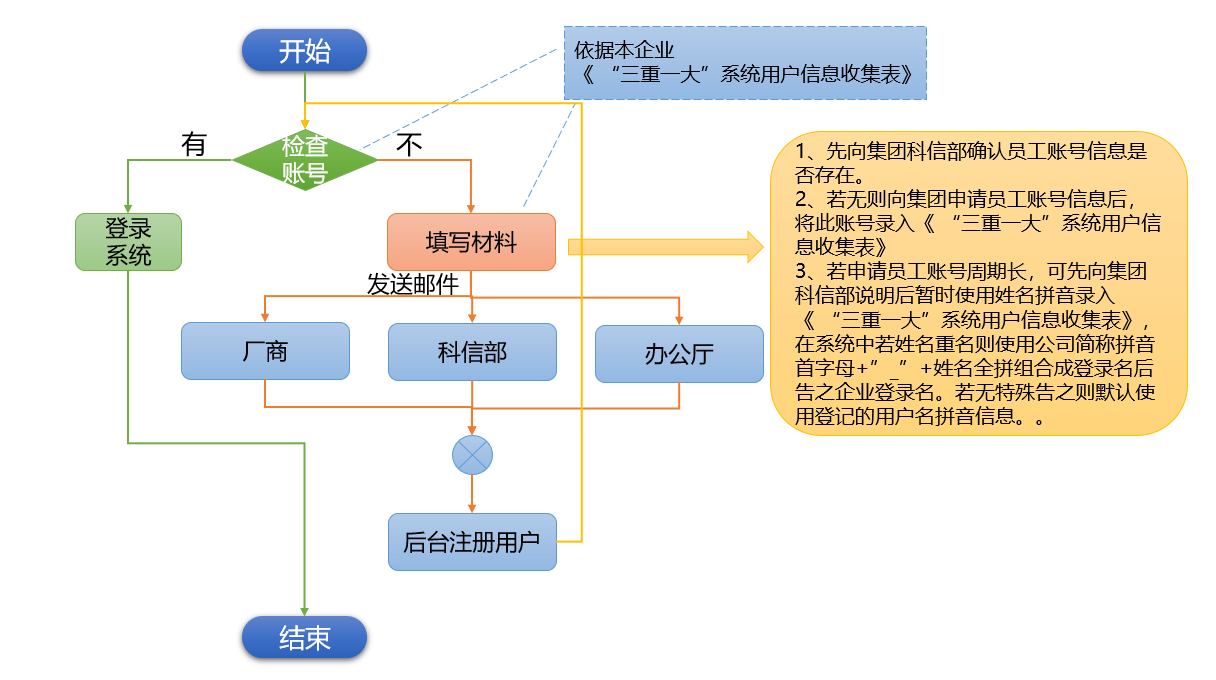 开始
依据本企业
《 “三重一大”系统用户信息收集表》
有
检查
账号
不
1、先向集团科信部确认员工账号信息是
否存在。
2、若无则向集团申请员工账号信息后，
将此账号录入《 “三重一大”系统用户信
息收集表》
3、若申请员工账号周期长，可先向集团
科信部说明后暂时使用姓名拼音录入
《 “三重一大”系统用户信息收集表》，
在系统中若姓名重名则使用公司简称拼音
首字母+”_”+姓名全拼组合成登录名后
告之企业登录名。若无特殊告之则默认使
用登记的用户名拼音信息。。
登录
系统
填写材料
发送邮件
厂商
科信部
办公厅
后台注册用户
结束